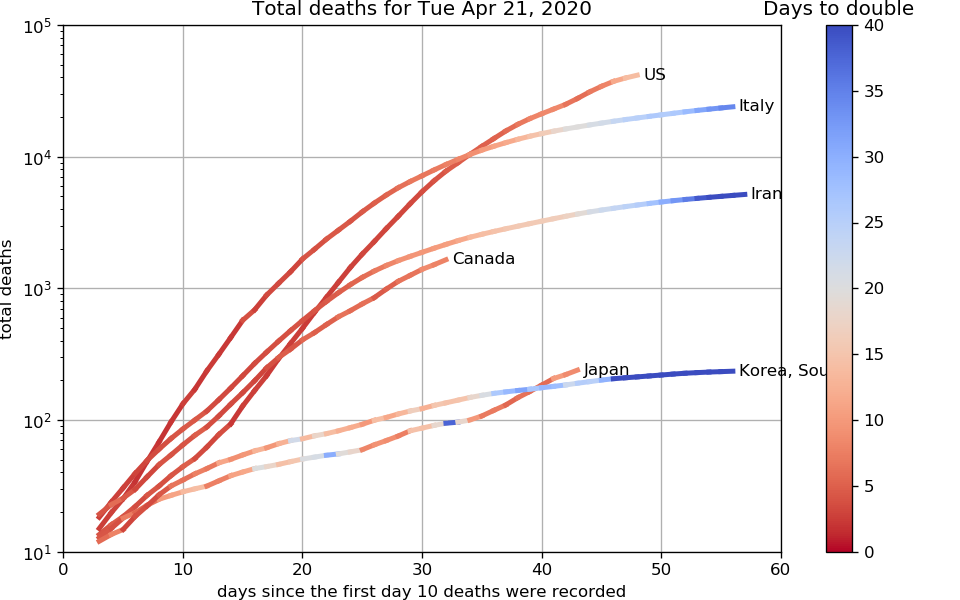 Total deaths for Tue Apr 21, 2020
Days to double
total deaths
10⁵
10⁴
10³
10²
10¹
0 10 20 30 40 50 60
days since the first day 10 deaths were recorded
US
Italy
Iran
Canada
Japan
Korea, Sou
40
35
30
25
20
15
10
5
0